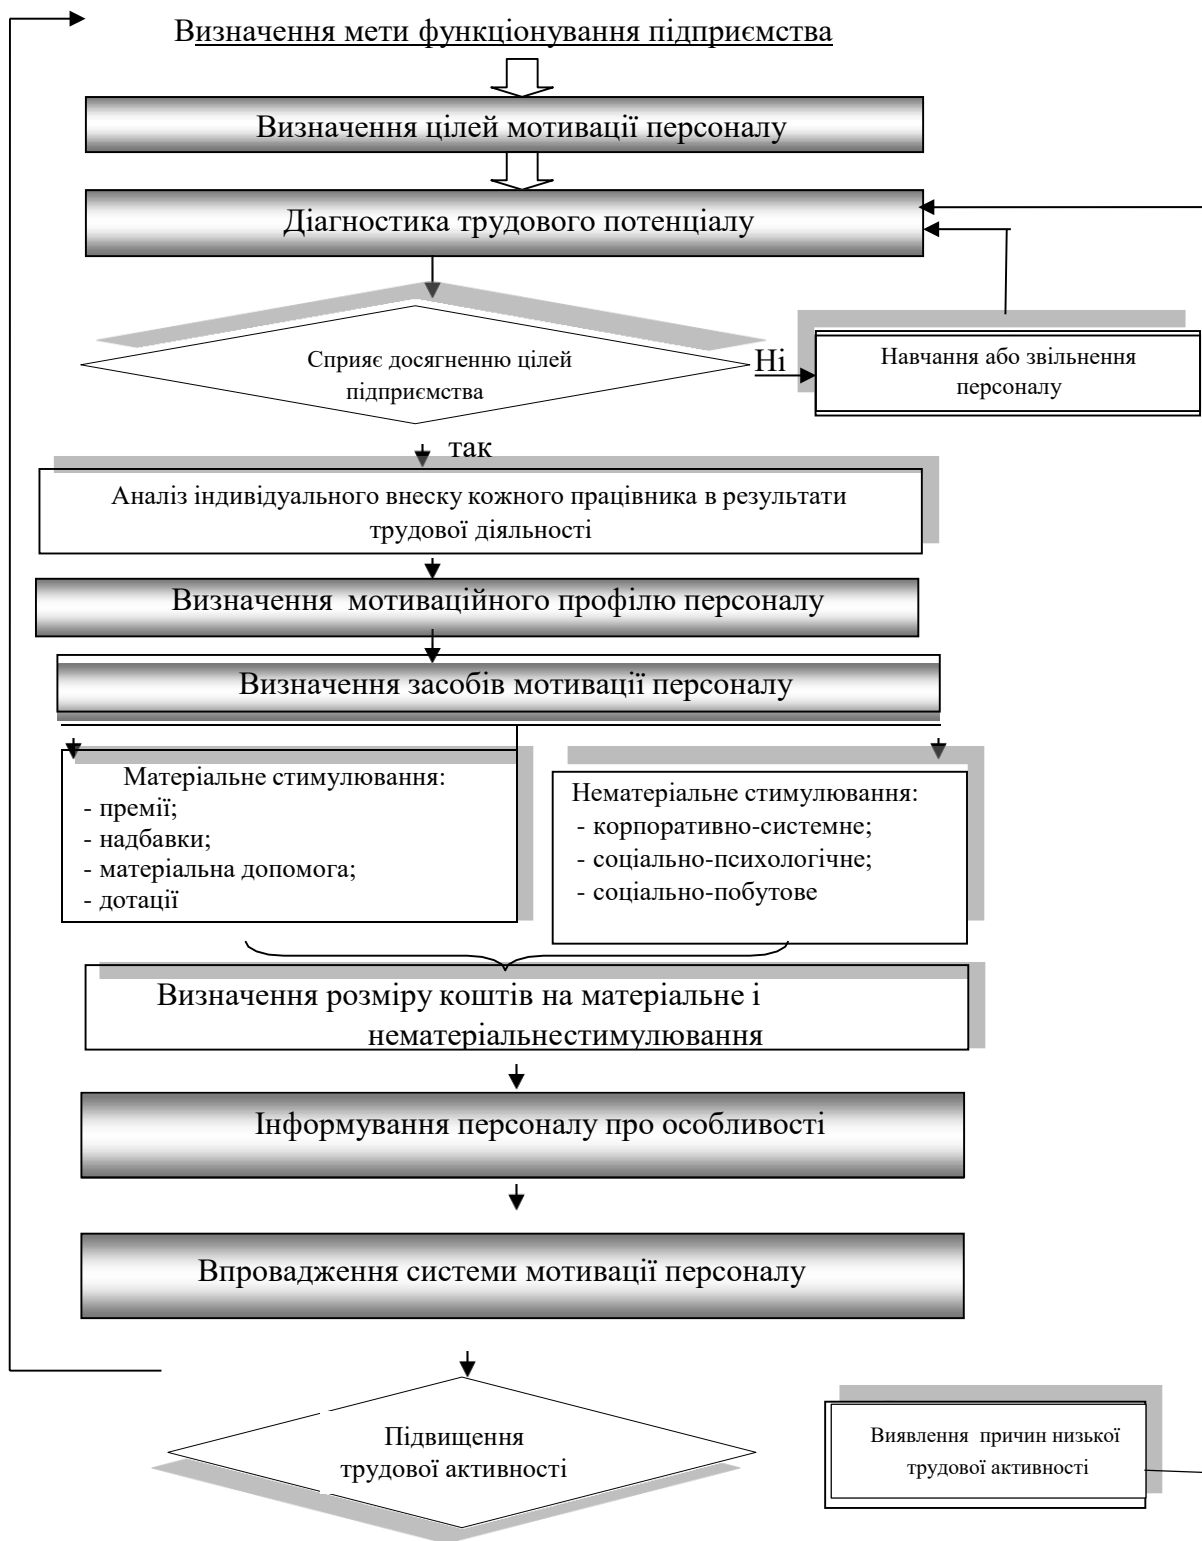 Визначення мети функціонування підприємства
Визначення цілей мотивації персоналу
Діагностика трудового потенціалу
Сприяє досягненню цілей
підприємства
Ні
Навчання або звільнення
персоналу
так
Аналіз індивідуального внеску кожного працівника в результати
трудової діяльності
Визначення мотиваційного профілю персоналу
Визначення засобів мотивації персоналу
Матеріальне стимулювання:
- премії;
- надбавки;
- матеріальна допомога;
- дотації
Нематеріальне стимулювання:
- корпоративно-системне;
- соціально-психологічне;
- соціально-побутове
Визначення розміру коштів на матеріальне і
нематеріальнестимулювання
Інформування персоналу про особливості
Впровадження системи мотивації персоналу
Підвищення
трудової активності
Виявлення причин низької
трудової активності